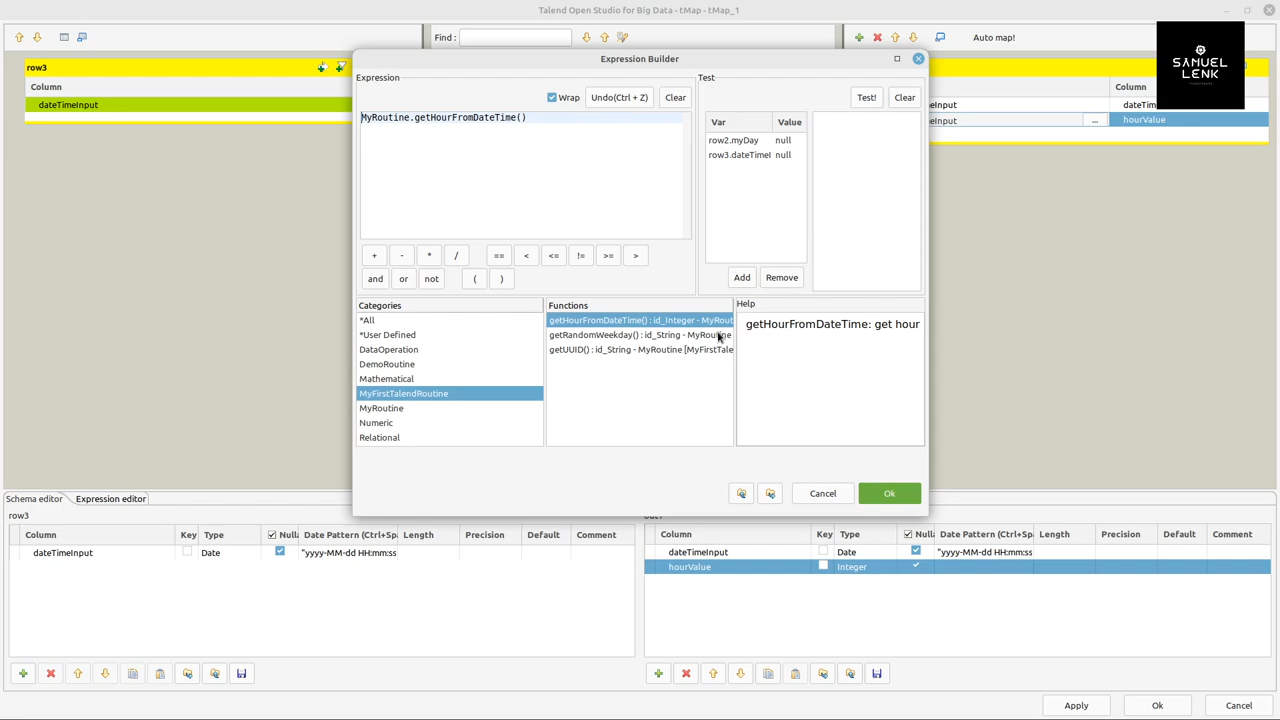 Talend Open Studio for Big Data - tMap - tMap_1
Find :
Auto map!
SAMUEL
LENK
row3
Column
dateTimeInput
Column
dateTim
hourValue
...
Expression Builder
Expression
Wrap
Undo(Ctrl + Z)
Clear
MyRoutine.getHourFromDateTime()
+ - * / == < <= != >= >
and or not ( )
Test
Test!
Clear
Var Value
row2.myDay null
row3.dateTimeI null
Add
Remove
Categories
*All
*User Defined
DataOperation
DemoRoutine
Mathematical
MyFirstTalendRoutine
MyRoutine
Numeric
Relational
Functions
getHourFromDateTime() : id_Integer - MyRout
getRandomWeekday() : id_String - MyRoutine
getUUID() : id_String - MyRoutine [MyFirstTale
Help
getHourFromDateTime: get hour
Cancel
Ok
Schema editor
Expression editor
row3
Column Key Type Nulla Date Pattern (Ctrl+Spa Length Precision Default Comment
dateTimeInput Date "yyyy-MM-dd HH:mm:ss
Column Key Type Nulla Date Pattern (Ctrl+Spa Length Precision Default Comment
dateTimeInput Date "yyyy-MM-dd HH:mm:ss
hourValue Integer
Apply
Ok
Cancel